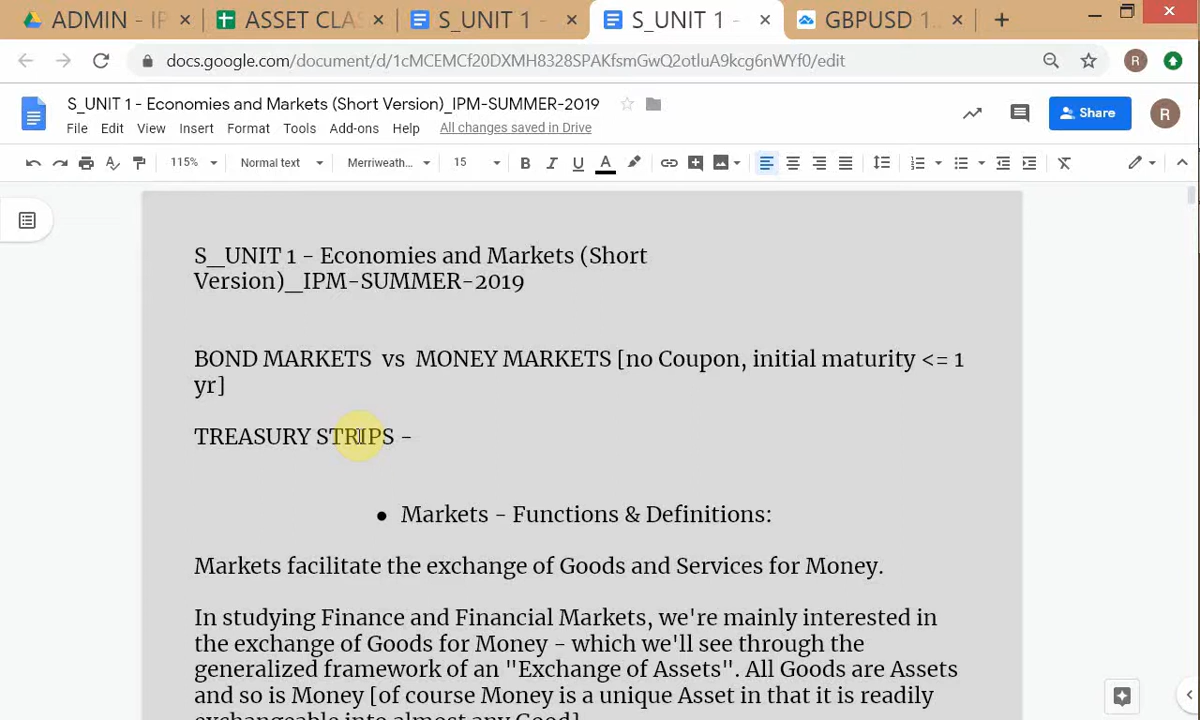 ADMIN - IP
ASSET CLAS
S_UNIT 1 -
S_UNIT 1 -
GBPUSD 1
docs.google.com/document/d/1cMCEMCf20DXMH8328SPAKfsmGwQ2otluA9kcg6nWYf0/edit
R
S_UNIT 1 - Economies and Markets (Short Version)_IPM-SUMMER-2019
File Edit View Insert Format Tools Add-ons Help All changes saved in Drive
Share
R
115% Normal text Merriweath... 15 B I U A
S_UNIT 1 - Economies and Markets (Short
Version)_IPM-SUMMER-2019
BOND MARKETS vs MONEY MARKETS [no Coupon, initial maturity <= 1
yr]
TREASURY STRIPS -
• Markets - Functions & Definitions:
Markets facilitate the exchange of Goods and Services for Money.
In studying Finance and Financial Markets, we're mainly interested in
the exchange of Goods for Money - which we'll see through the
generalized framework of an "Exchange of Assets". All Goods are Assets
and so is Money [of course Money is a unique Asset in that it is readily
exchangeable into almost any Good]